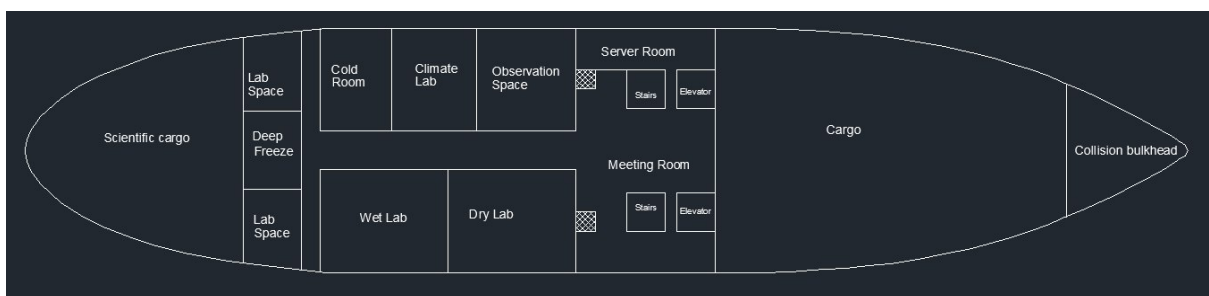 Scientific cargo
Lab
Space
Deep
Freeze
Lab
Space
Cold
Room
Climate
Lab
Observation
Space
Wet Lab
Dry Lab
Server Room
Stairs
Elevator
Meeting Room
Stairs
Elevator
Cargo
Collision bulkhead